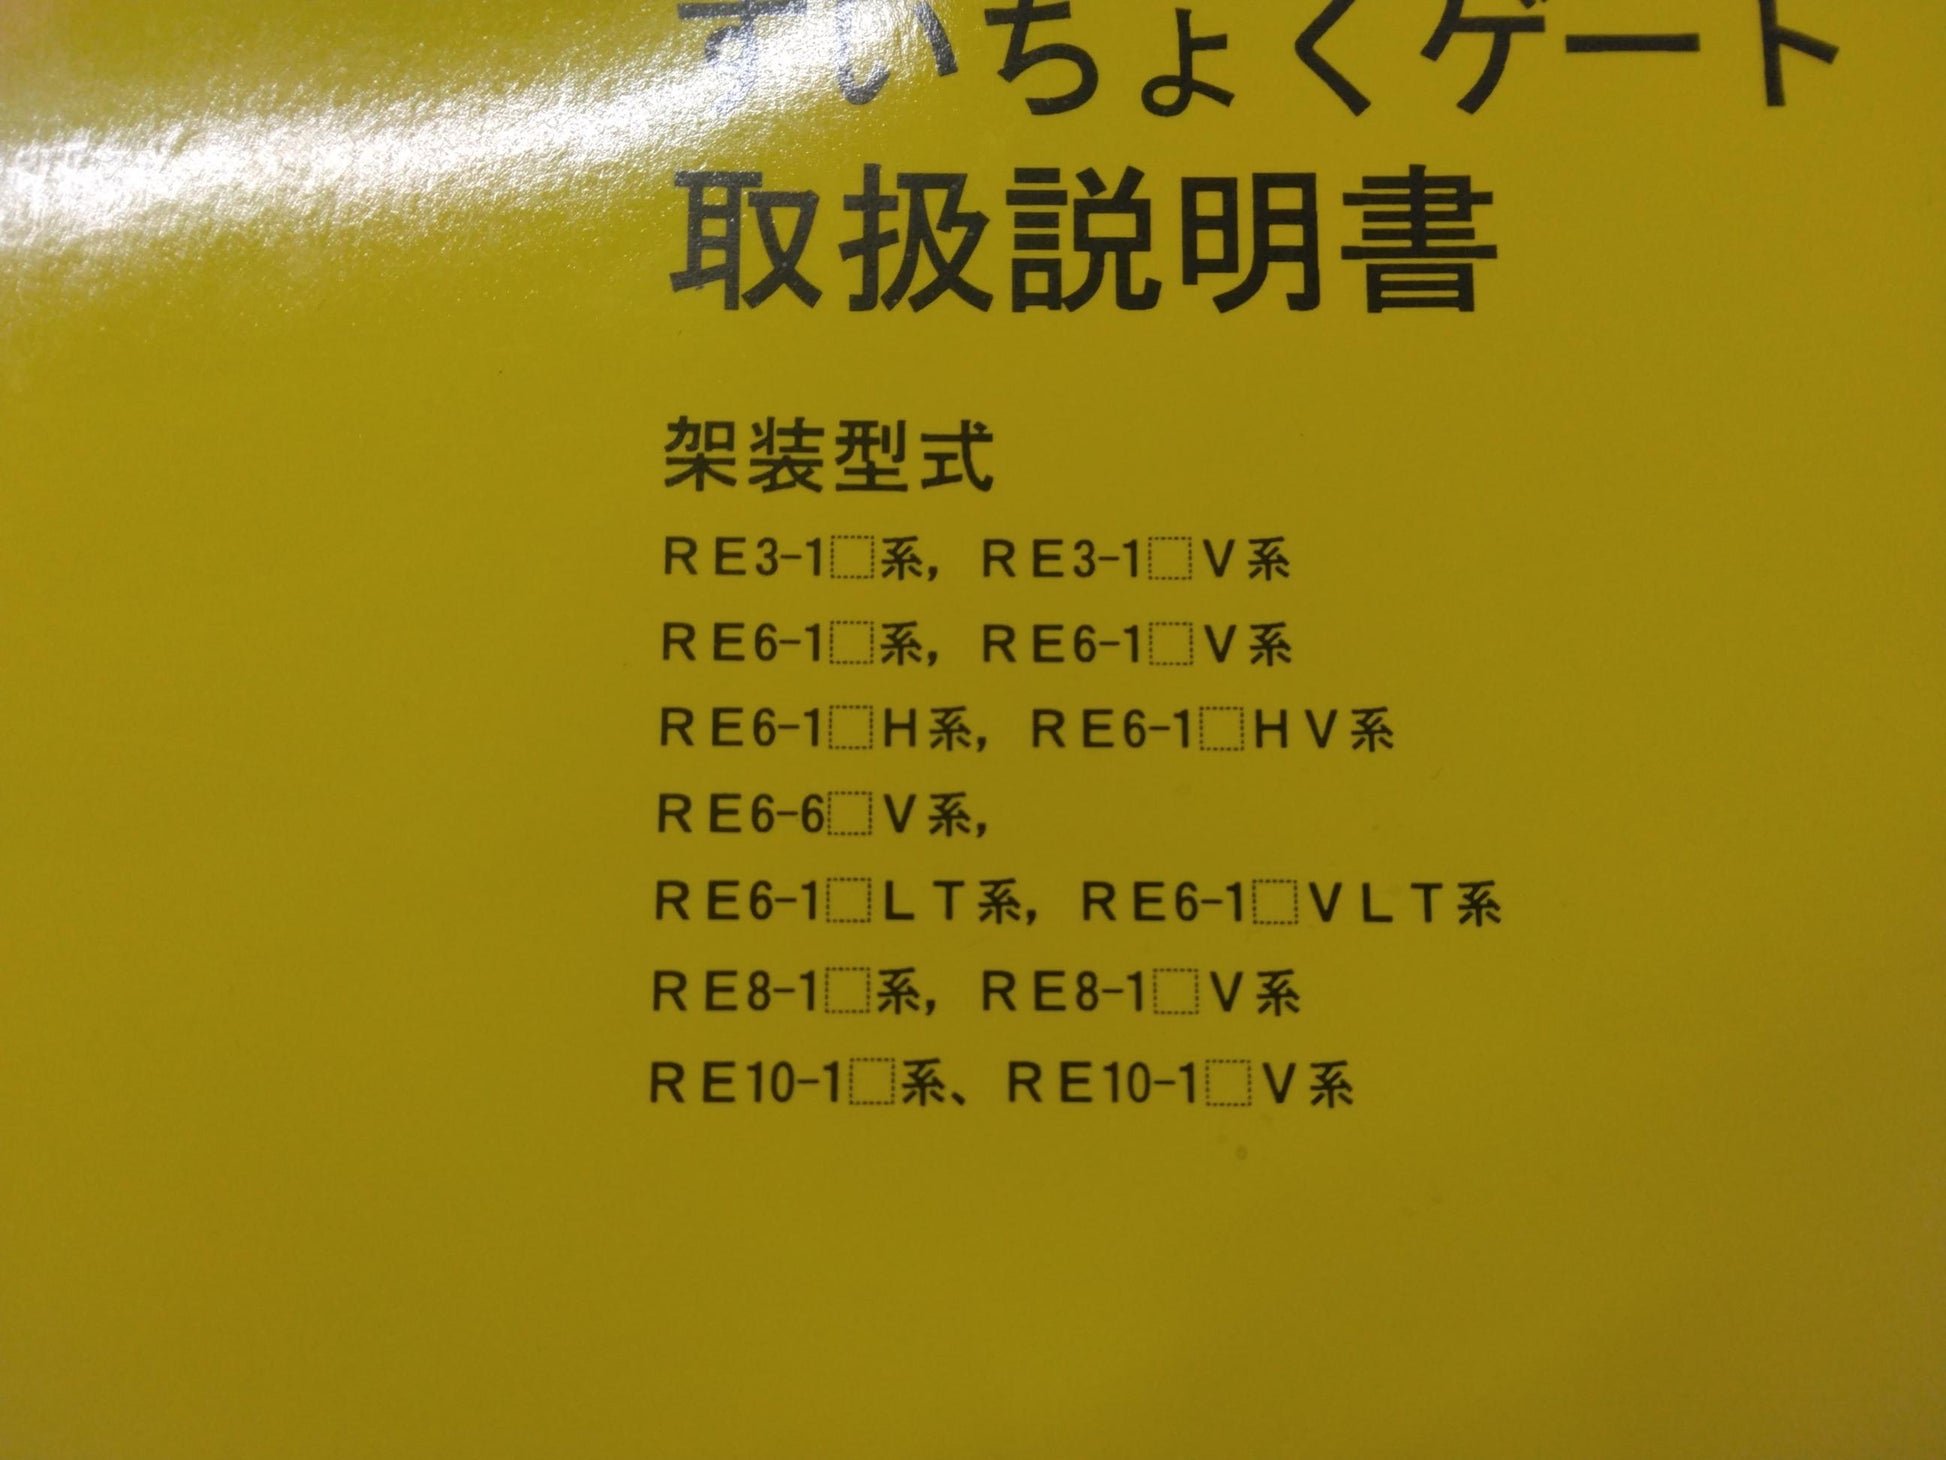 すいちょくゲート
取扱説明書
架装型式
RE3-1□系, RE3-1□V系
RE6-1□系, RE6-1□V系
RE6-1□H系, RE6-1□HV系
RE6-6□V系,
RE6-1□LT系, RE6-1□VLT系
RE8-1□系, RE8-1□V系
RE10-1□系、RE10-1□V系